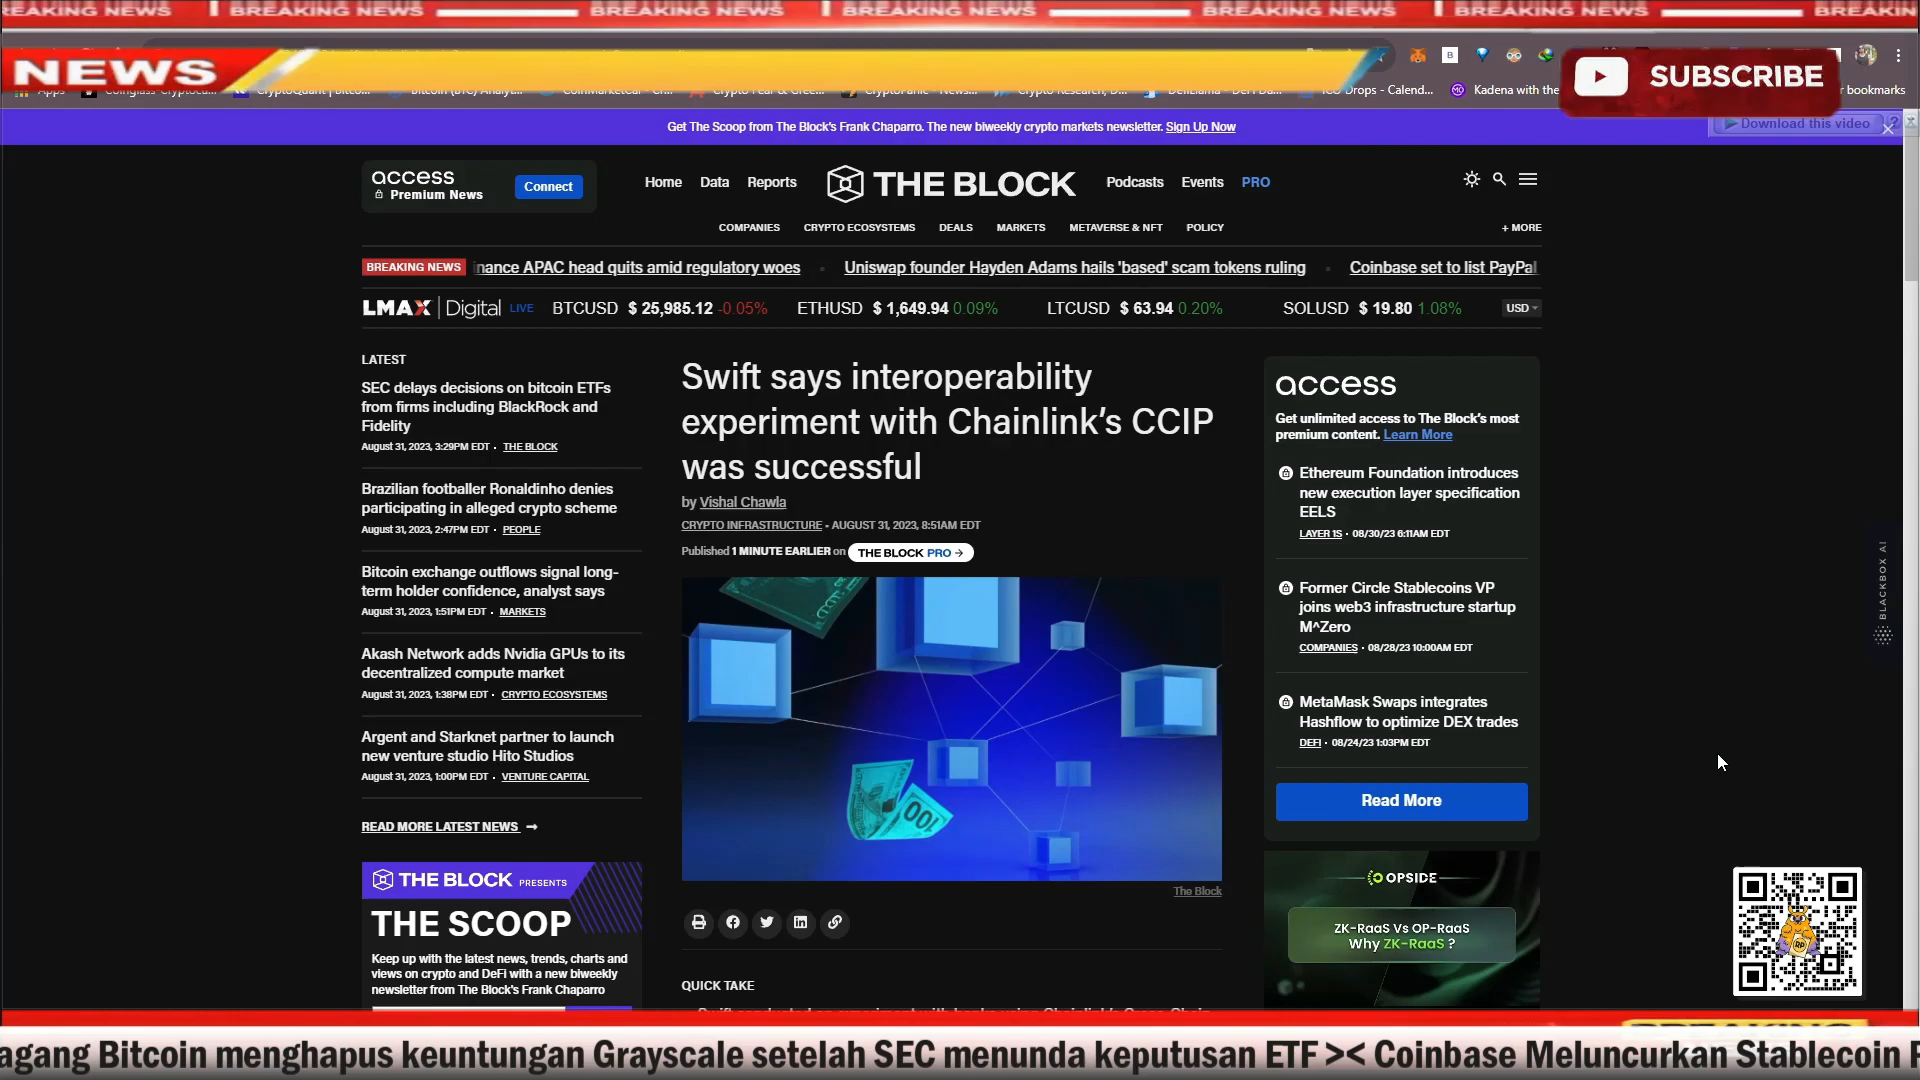 BREAKING NEWS BREAKING NEWS BREAKING NEWS BREAKING NEWS BREAKING NEWS BREAKING NEWS
NEWS
SUBSCRIBE
Apps
Kadena with the
bookmarks
Get The Scoop from The Block's Frank Chaparro. The new biweekly crypto markets newsletter. Sign Up Now
Download this video
access
Premium News
Connect
Home Data Reports
THE BLOCK
Podcasts Events PRO
COMPANIES CRYPTO ECOSYSTEMS DEALS MARKETS METAVERSE & NFT POLICY + MORE
BREAKING NEWS
inance APAC head quits amid regulatory woes • Uniswap founder Hayden Adams hails 'based' scam tokens ruling • Coinbase set to list PayPal
LMAX Digital LIVE BTCUSD $ 25,985.12 -0.05% ETHUSD $ 1,649.94 0.09% LTCUSD $ 63.94 0.20% SOLUSD $ 19.80 1.08% USD
LATEST
SEC delays decisions on bitcoin ETFs
from firms including BlackRock and
Fidelity
August 31, 2023, 3:29PM EDT • THE BLOCK
Brazilian footballer Ronaldinho denies
participating in alleged crypto scheme
August 31, 2023, 2:47PM EDT • PEOPLE
Bitcoin exchange outflows signal long-
term holder confidence, analyst says
August 31, 2023, 1:51PM EDT • MARKETS
Akash Network adds Nvidia GPUs to its
decentralized compute market
August 31, 2023, 1:38PM EDT • CRYPTO ECOSYSTEMS
Argent and Starknet partner to launch
new venture studio Hito Studios
August 31, 2023, 1:00PM EDT • VENTURE CAPITAL
READ MORE LATEST NEWS →
THE BLOCK PRESENTS
THE SCOOP
Keep up with the latest news, trends, charts and
views on crypto and DeFi with a new biweekly
newsletter from The Block's Frank Chaparro
Swift says interoperability
experiment with Chainlink's CCIP
was successful
by Vishal Chawla
CRYPTO INFRASTRUCTURE • AUGUST 31, 2023, 8:51AM EDT
Published 1 MINUTE EARLIER on THE BLOCK PRO →
100
The Block
QUICK TAKE
access
Get unlimited access to The Block's most
premium content. Learn More
Ethereum Foundation introduces
new execution layer specification
EELS
LAYER 1S • 08/30/23 6:11AM EDT
Former Circle Stablecoins VP
joins web3 infrastructure startup
M^Zero
COMPANIES • 08/28/23 10:00AM EDT
MetaMask Swaps integrates
Hashflow to optimize DEX trades
DEFI • 08/24/23 1:03PM EDT
Read More
OPSIDE
ZK-RaaS Vs OP-RaaS
Why ZK-RaaS ?
BLACKBOX AI
RP
agang Bitcoin menghapus keuntungan Grayscale setelah SEC menunda keputusan ETF >< Coinbase Meluncurkan Stablecoin